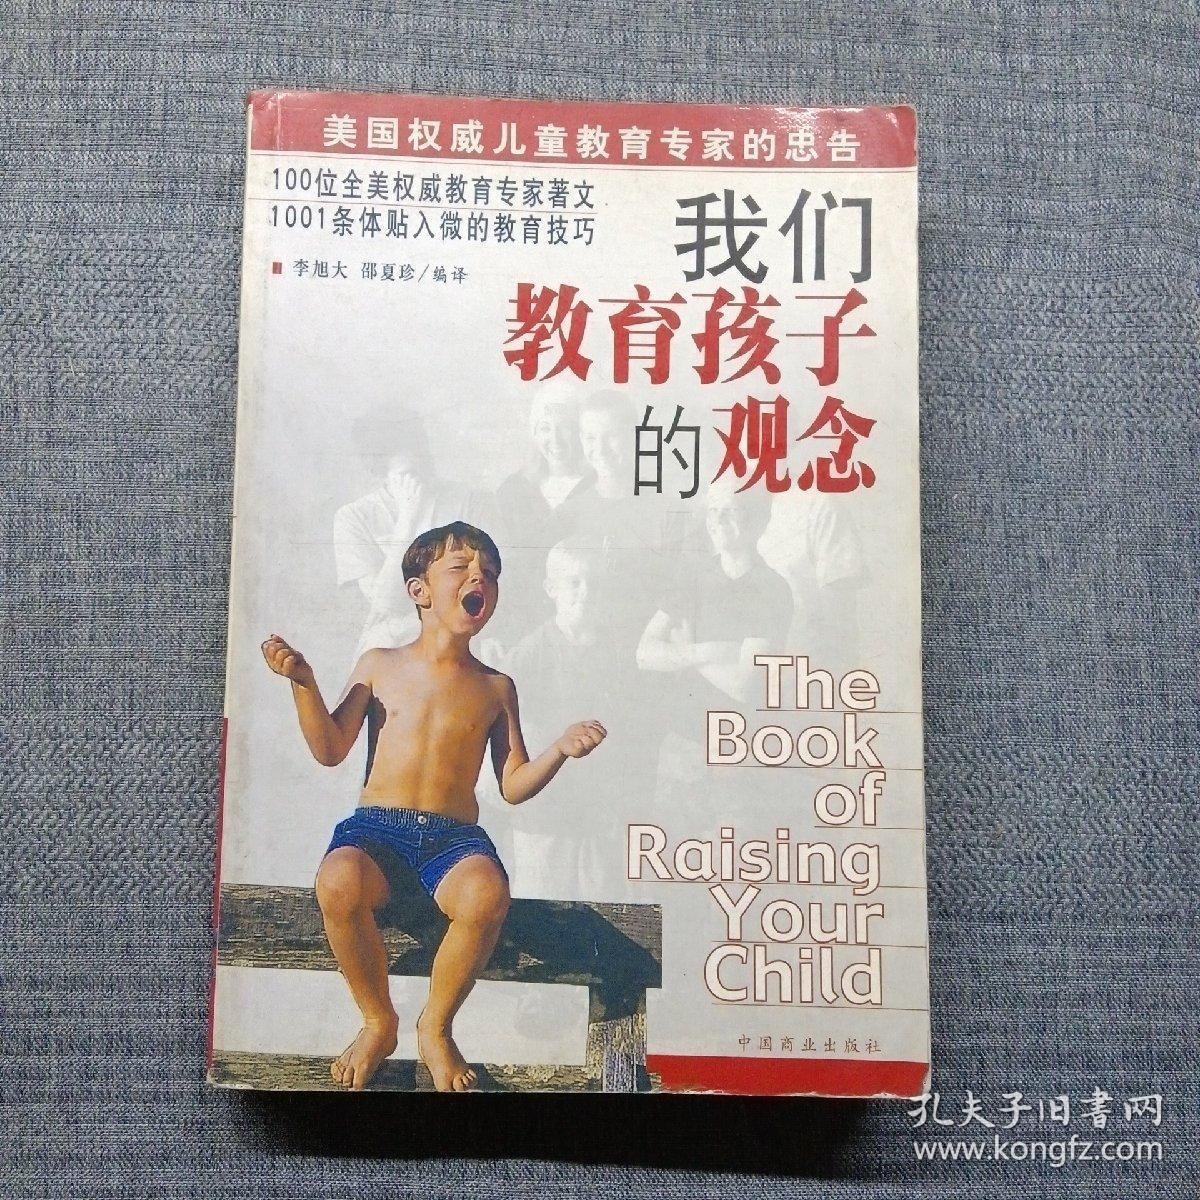 美国权威儿童教育专家的忠告
100位全美权威教育专家著文
1001条体贴入微的教育技巧
李旭大 邵夏珍/编译
我们
教育孩子
的观念
The
Book
of
Raising
Your
Child
中国商业出版社
孔夫子旧书网
www.kongfz.com